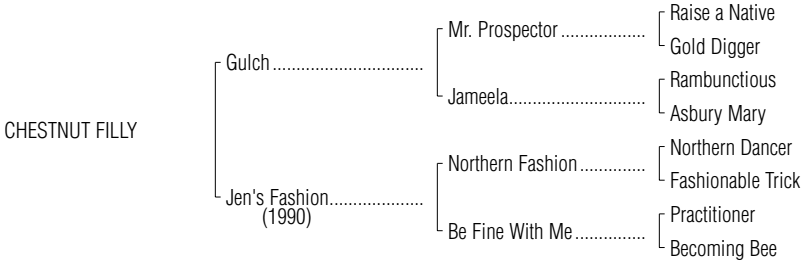 Raise a Native
Mr. Prospector ..................
Gold Digger
Gulch ................................
Rambunctious
Jameela.............................
Asbury Mary
CHESTNUT FILLY
Northern Dancer
Northern Fashion ..............
Fashionable Trick
Jen's Fashion....................
(1990)
Practitioner
Be Fine With Me ...............
Becoming Bee